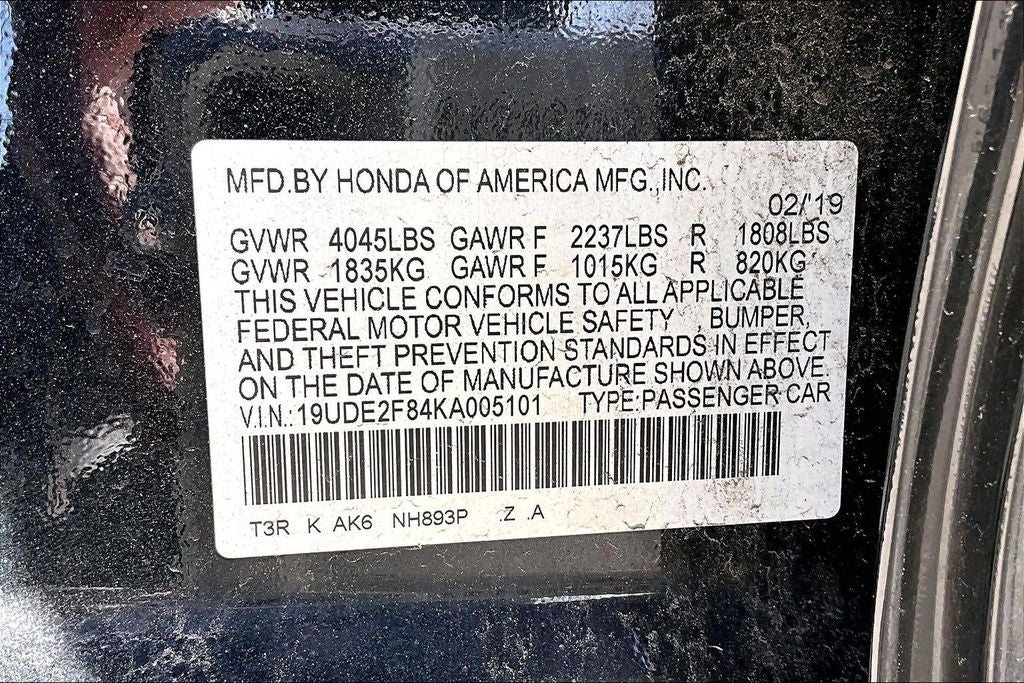 MFD.BY HONDA OF AMERICA MFG.,INC.
02/'19
GVWR 4045LBS GAWR F 2237LBS R 1808LBS
GVWR 1835KG GAWR F 1015KG R 820KG
THIS VEHICLE CONFORMS TO ALL APPLICABLE
FEDERAL MOTOR VEHICLE SAFETY , BUMPER,
AND THEFT PREVENTION STANDARDS IN EFFECT
ON THE DATE OF MANUFACTURE SHOWN ABOVE.
V.I.N.: 19UDE2F84KA005101 TYPE:PASSENGER CAR
T3R K AK6 NH893P .Z .A